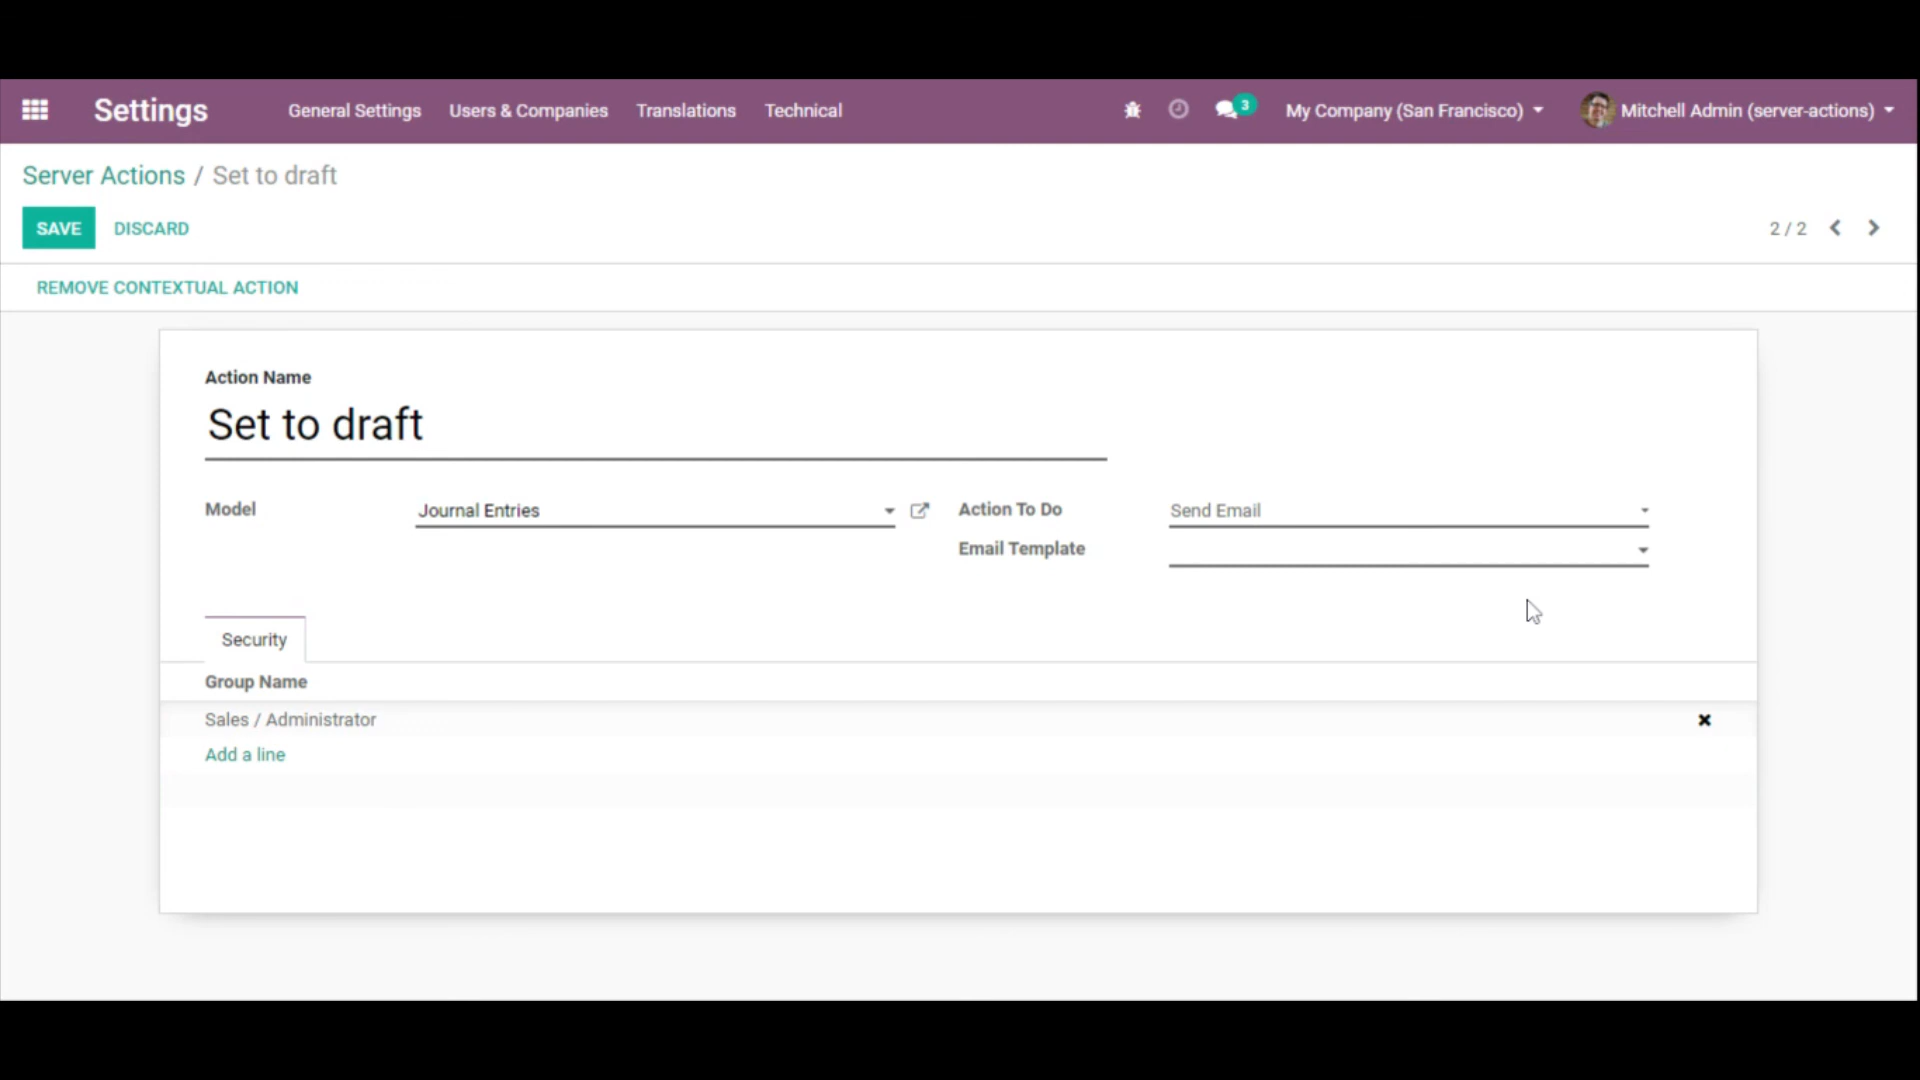 Settings General Settings Users & Companies Translations Technical 3 My Company (San Francisco) Mitchell Admin (server-actions)
Server Actions / Set to draft
SAVE DISCARD 2 / 2
REMOVE CONTEXTUAL ACTION
Action Name
Set to draft
Model Journal Entries Action To Do Send Email
Email Template
Security
Group Name
Sales / Administrator
Add a line